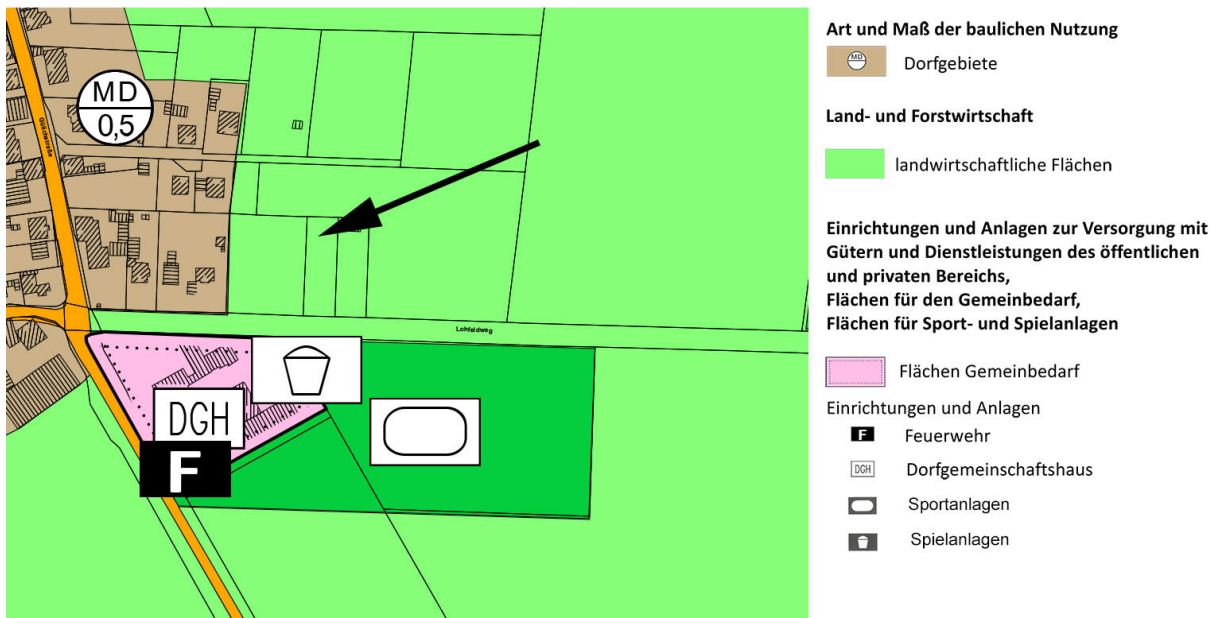 MD
0,5
Lohfeldweg
DGH
F
Art und Maß der baulichen Nutzung
MD
Dorfgebiete
Land- und Forstwirtschaft
landwirtschaftliche Flächen
Einrichtungen und Anlagen zur Versorgung mit
Gütern und Dienstleistungen des öffentlichen
und privaten Bereichs,
Flächen für den Gemeinbedarf,
Flächen für Sport- und Spielanlagen
Flächen Gemeinbedarf
Einrichtungen und Anlagen
F Feuerwehr
DGH Dorfgemeinschaftshaus
Sportanlagen
Spielanlagen